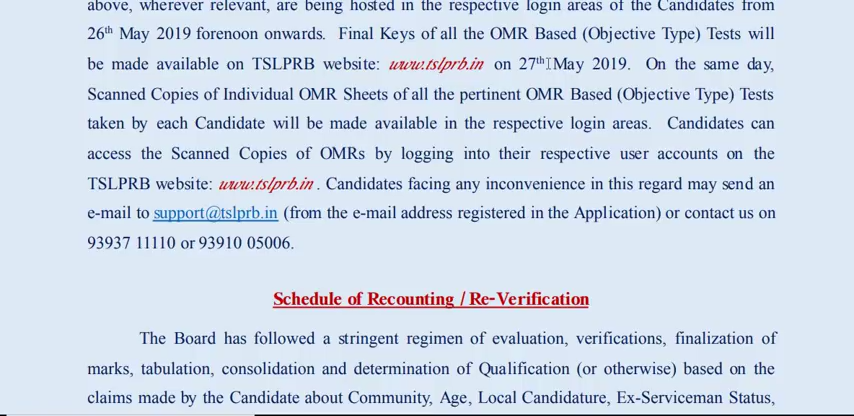 above, wherever relevant, are being hosted in the respective login areas of the Candidates from
26th May 2019 forenoon onwards. Final Keys of all the OMR Based (Objective Type) Tests will
be made available on TSLPRB website: www.tslprb.in on 27th May 2019. On the same day,
Scanned Copies of Individual OMR Sheets of all the pertinent OMR Based (Objective Type) Tests
taken by each Candidate will be made available in the respective login areas. Candidates can
access the Scanned Copies of OMRs by logging into their respective user accounts on the
TSLPRB website: www.tslprb.in . Candidates facing any inconvenience in this regard may send an
e-mail to support@tslprb.in (from the e-mail address registered in the Application) or contact us on
93937 11110 or 93910 05006.
Schedule of Recounting / Re-Verification
The Board has followed a stringent regimen of evaluation, verifications, finalization of
marks, tabulation, consolidation and determination of Qualification (or otherwise) based on the
claims made by the Candidate about Community, Age, Local Candidature, Ex-Serviceman Status,